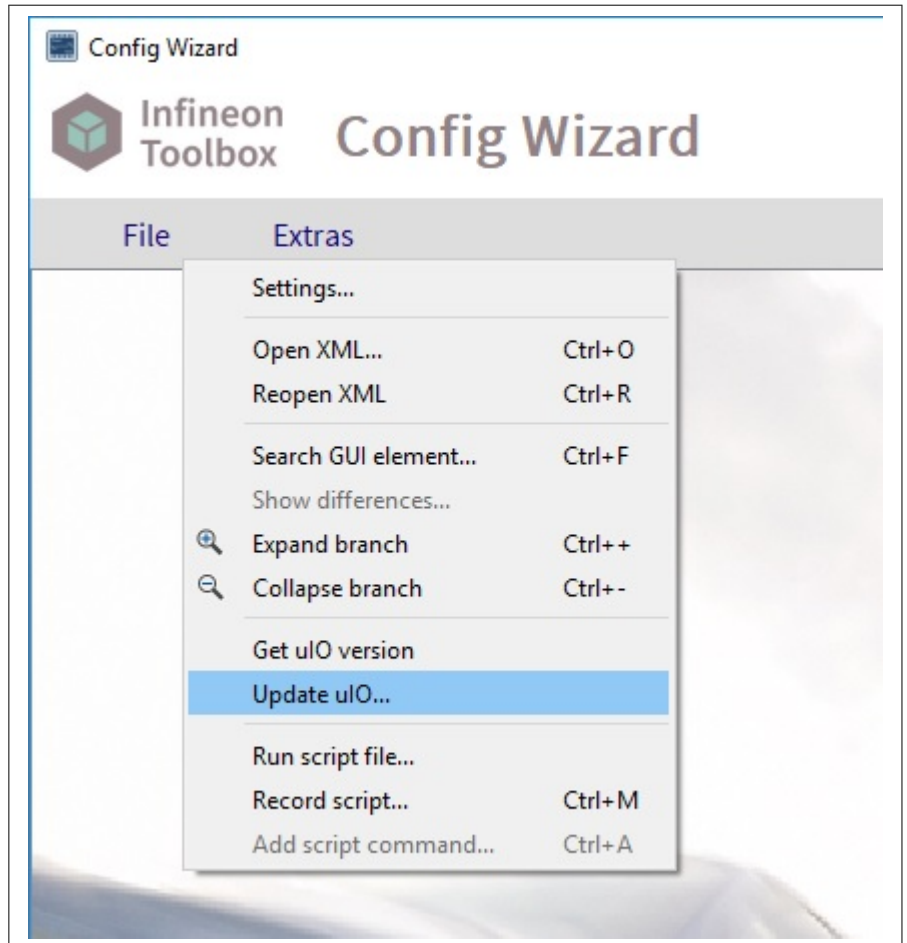 Config Wizard
Infineon
Toolbox
Config Wizard
File Extras
Settings...
Open XML... Ctrl+O
Reopen XML Ctrl+R
Search GUI element... Ctrl+F
Show differences...
Expand branch Ctrl++
Collapse branch Ctrl+-
Get uIO version
Update uIO...
Run script file...
Record script... Ctrl+M
Add script command... Ctrl+A